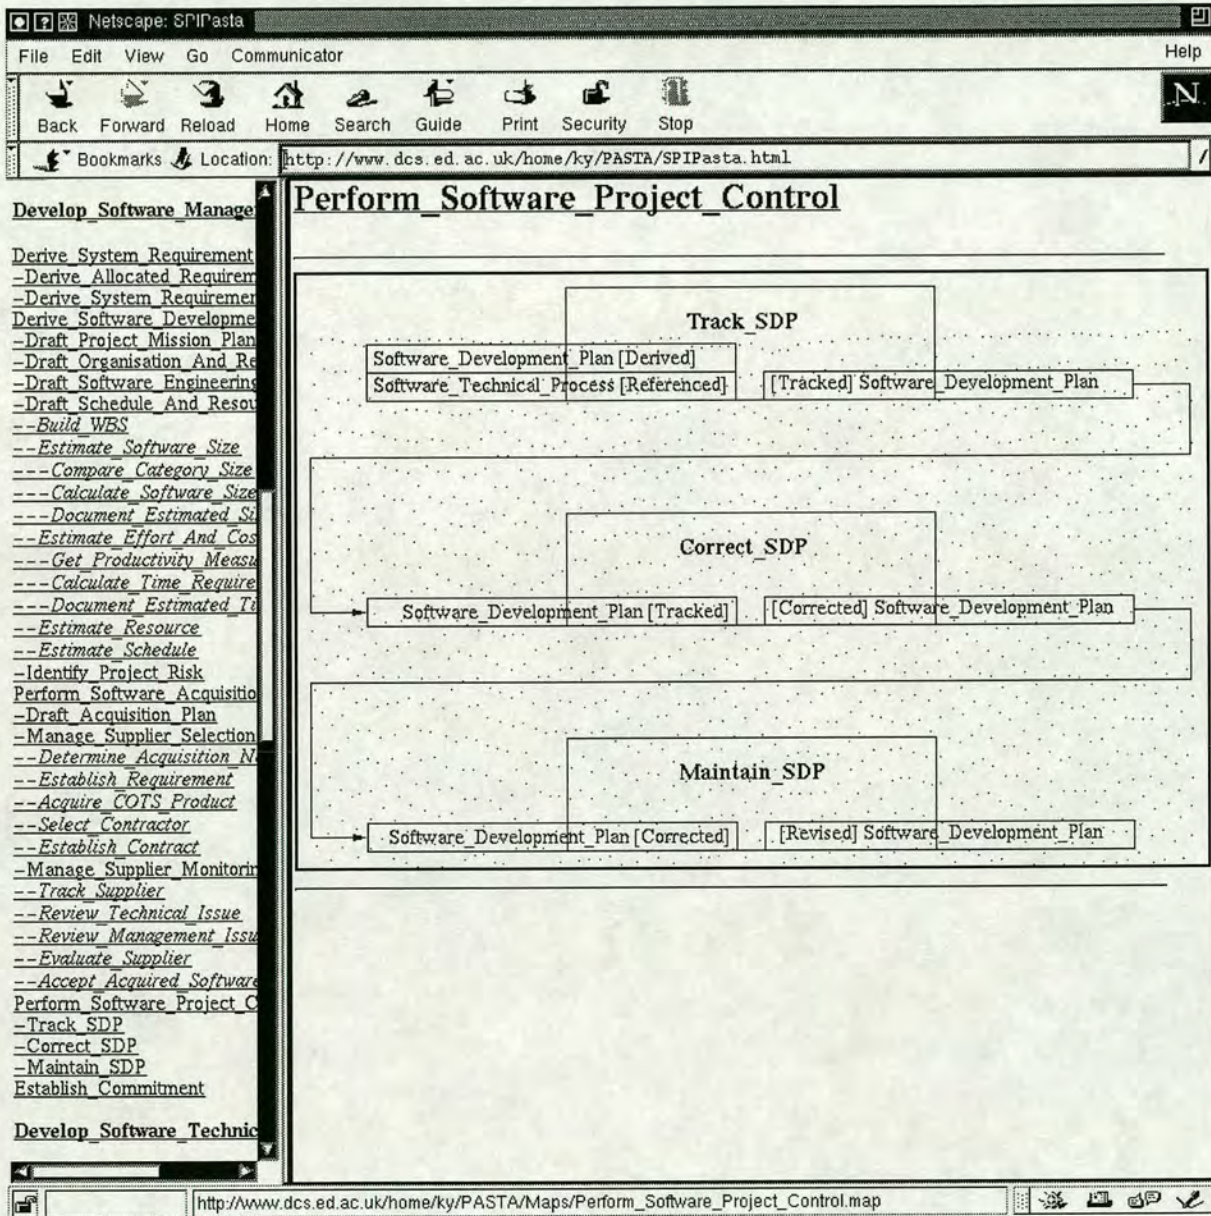 Netscape: SPIPasta
File Edit View Go Communicator Help
Back Forward Reload Home Search Guide Print Security Stop
N
Bookmarks Location: http://www.dcs.ed.ac.uk/home/ky/PASTA/SPIPasta.html
Develop_Software_Manage
Derive_System_Requirement
-Derive_Allocated_Requirem
-Derive_System_Requiremen
Derive_Software_Developme
-Draft_Project_Mission_Plan
-Draft_Organisation_And_Re
-Draft_Software_Engineering
-Draft_Schedule_And_Resou
--Build_WBS
--Estimate_Software_Size
---Compare_Category_Size
---Calculate_Software_Size
---Document_Estimated_Si
--Estimate_Effort_And_Cos
---Get_Productivity_Measu
---Calculate_Time_Require
---Document_Estimated_Ti
--Estimate_Resource
--Estimate_Schedule
-Identify_Project_Risk
Perform_Software_Acquisitio
-Draft_Acquisition_Plan
-Manage_Supplier_Selection
--Determine_Acquisition_N
--Establish_Requirement
--Acquire_COTS_Product
--Select_Contractor
--Establish_Contract
-Manage_Supplier_Monitorin
--Track_Supplier
--Review_Technical_Issue
--Review_Management_Issu
--Evaluate_Supplier
--Accept_Acquired_Software
Perform_Software_Project_C
-Track_SDP
-Correct_SDP
-Maintain_SDP
Establish_Commitment
Develop_Software_Technic
Perform_Software_Project_Control
Track_SDP
Software_Development_Plan [Derived]
Software_Technical_Process [Referenced]
[Tracked] Software_Development_Plan
Correct_SDP
Software_Development_Plan [Tracked]
[Corrected] Software_Development_Plan
Maintain_SDP
Software_Development_Plan [Corrected]
[Revised] Software_Development_Plan
http://www.dcs.ed.ac.uk/home/ky/PASTA/Maps/Perform_Software_Project_Control.map